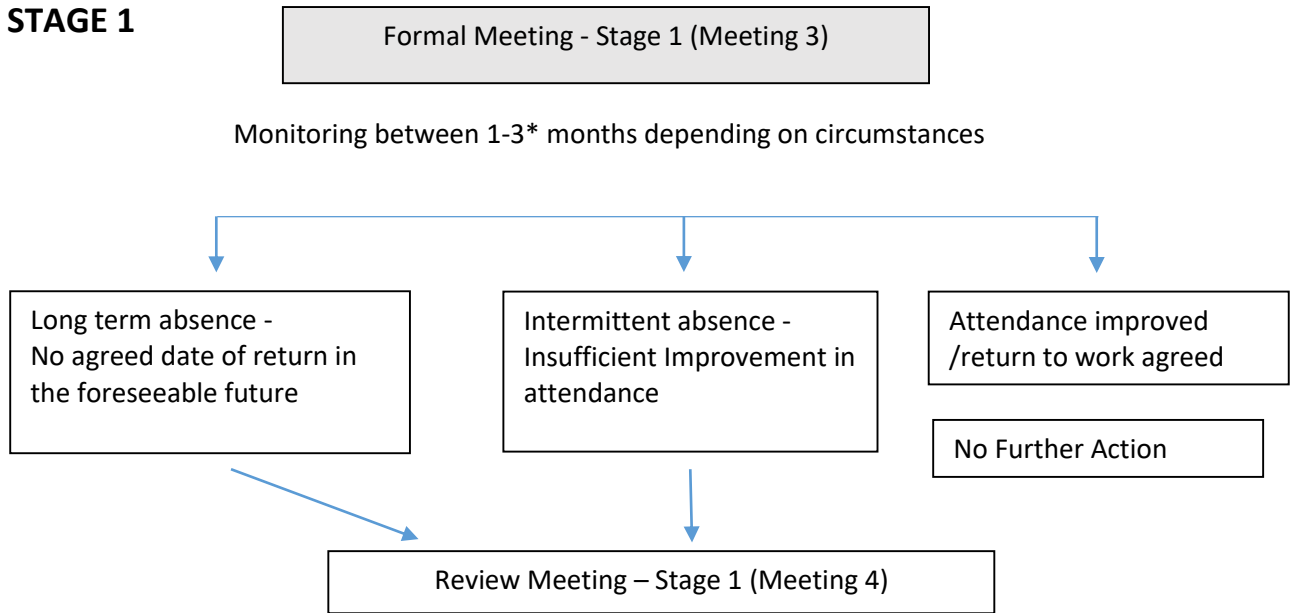 STAGE 1
Formal Meeting - Stage 1 (Meeting 3)
Monitoring between 1-3* months depending on circumstances
Long term absence -
No agreed date of return in
the foreseeable future
Intermittent absence -
Insufficient Improvement in
attendance
Attendance improved
/return to work agreed
No Further Action
Review Meeting – Stage 1 (Meeting 4)